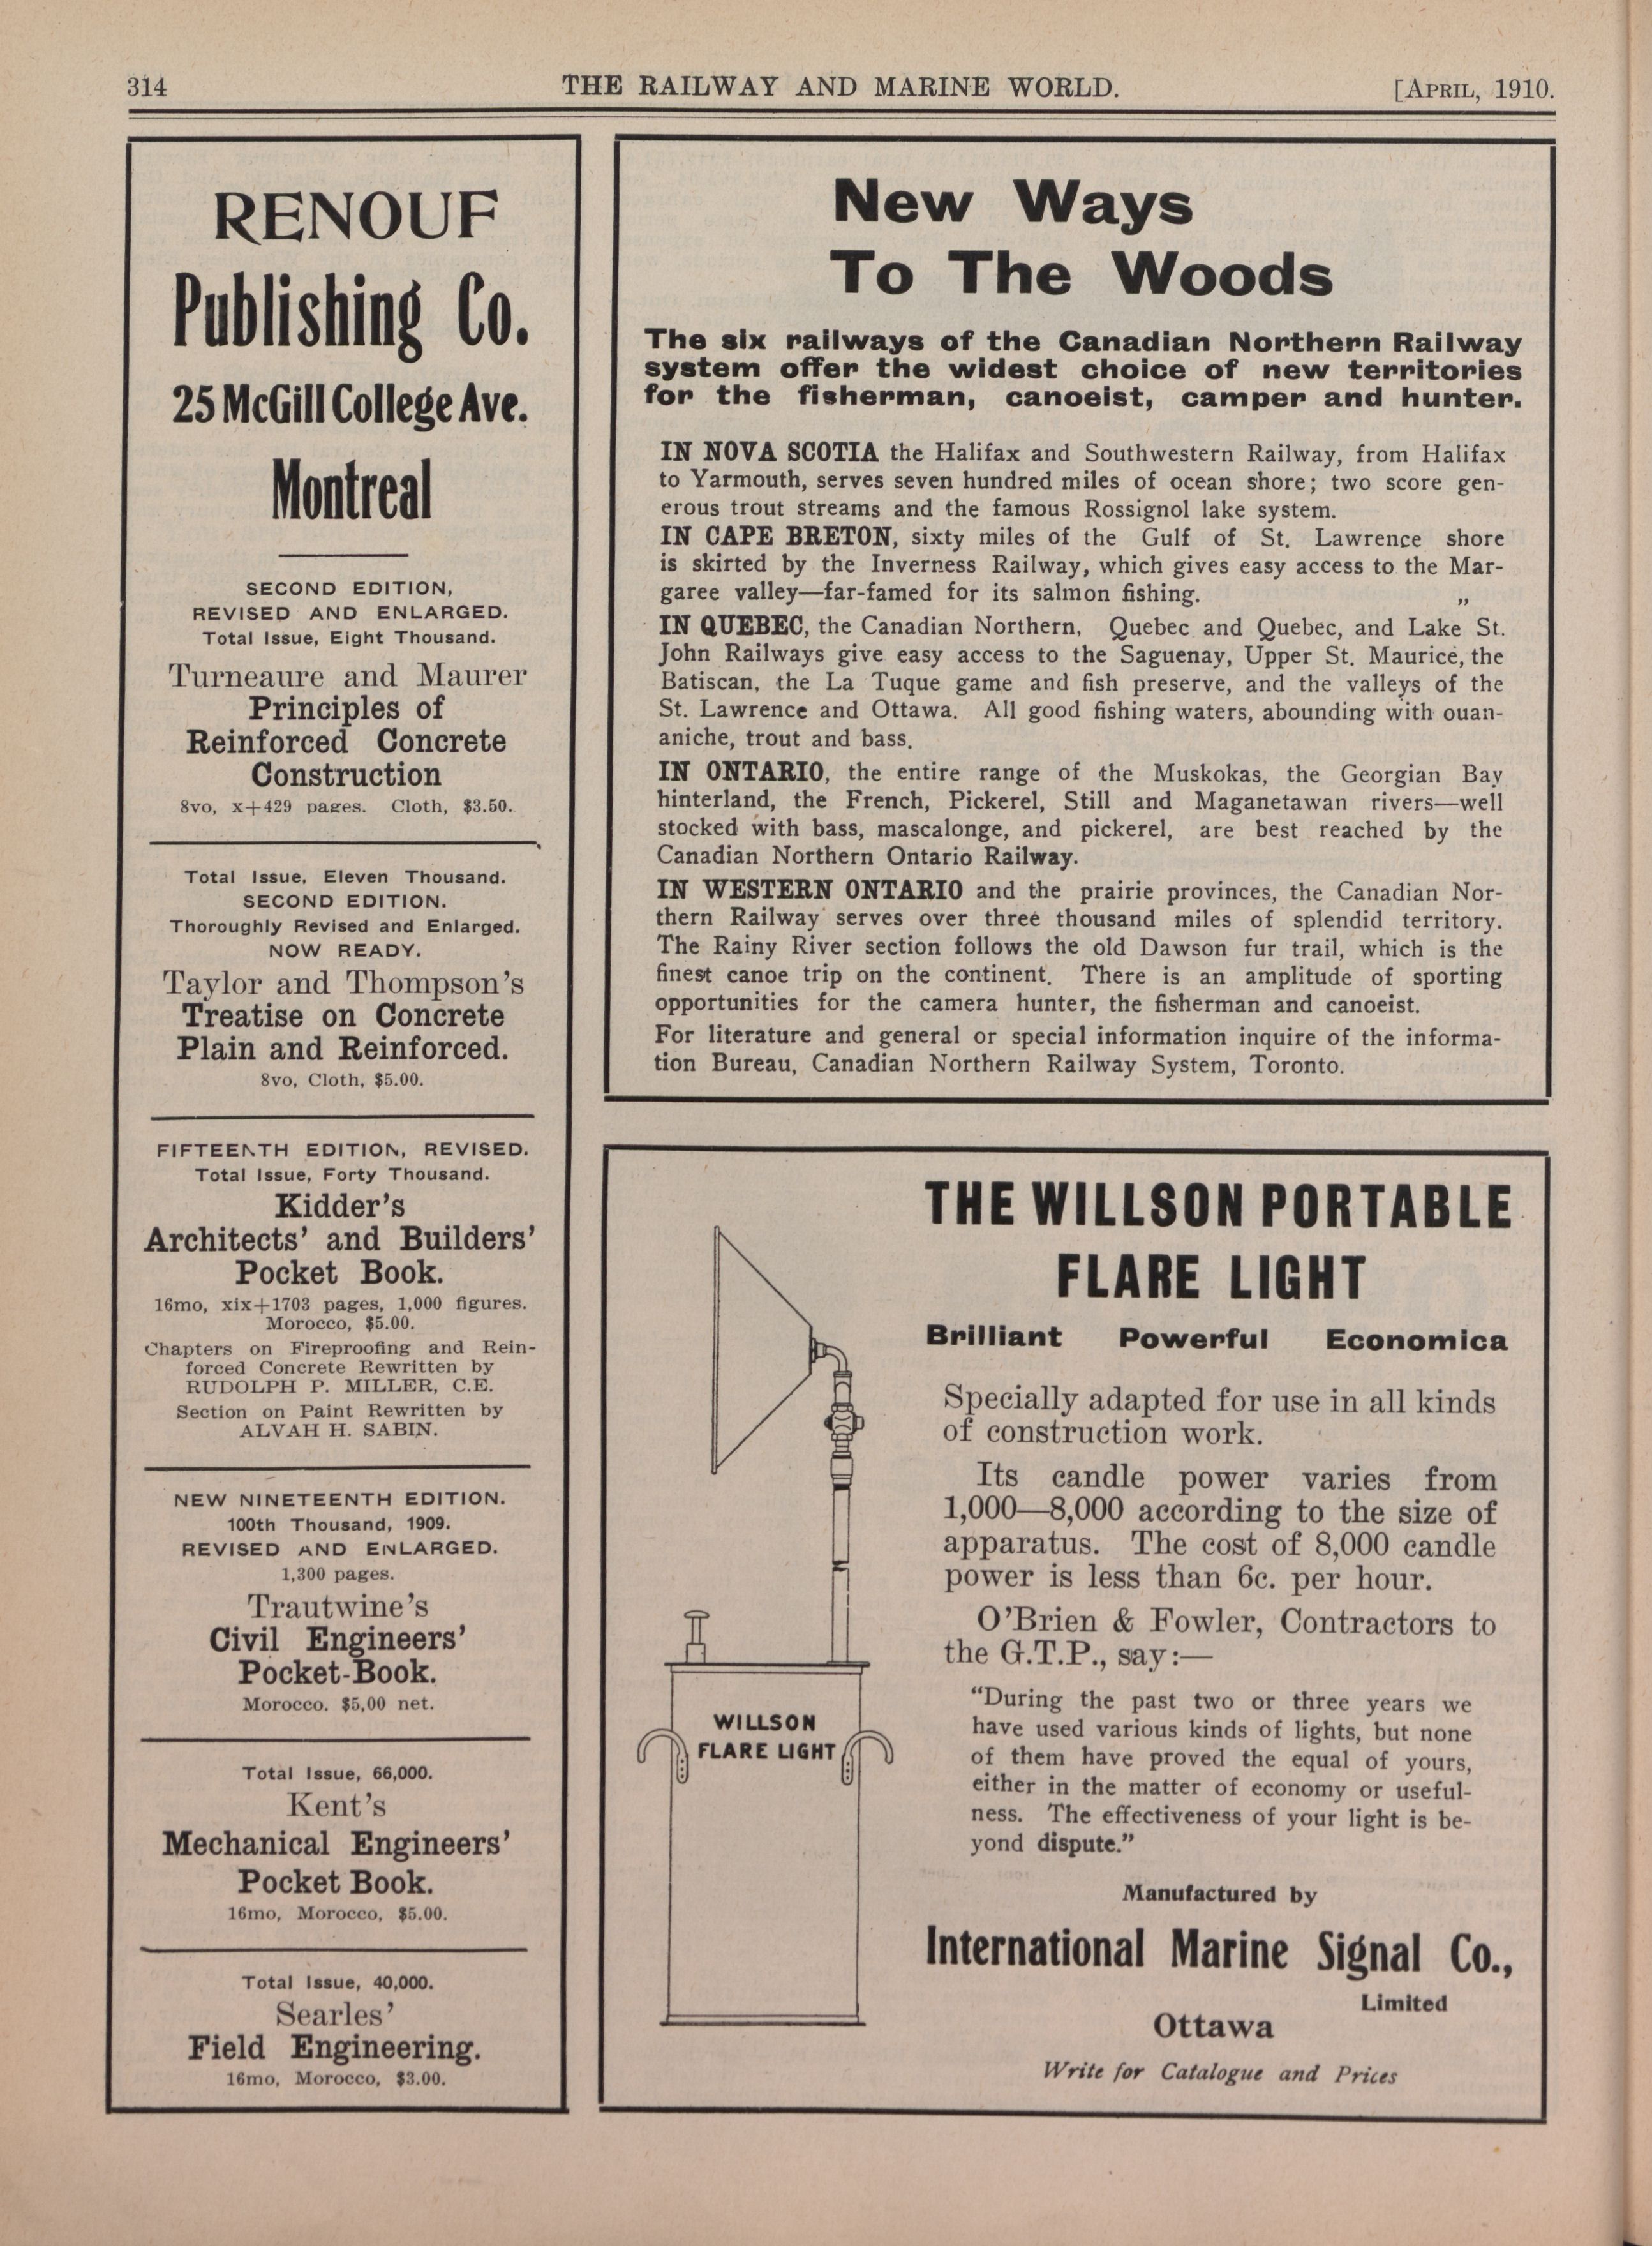 314
THE RAILWAY AND MARINE WORLD.
[APRIL, 1910.
RENOUF
Publishing Co.
25 McGill College Ave.
Montreal
SECOND EDITION,
REVISED AND ENLARGED.
Total Issue, Eight Thousand.
Turneaure and Maurer
Principles of
Reinforced Concrete
Construction
8vo, x+429 pages. Cloth, $3.50.
Total Issue, Eleven Thousand.
SECOND EDITION.
Thoroughly Revised and Enlarged.
NOW READY.
Taylor and Thompson's
Treatise on Concrete
Plain and Reinforced.
8vo, Cloth, $5.00.
FIFTEENTH EDITION, REVISED.
Total Issue, Forty Thousand.
Kidder's
Architects' and Builders'
Pocket Book.
16mo, xix+1703 pages, 1,000 figures.
Morocco, $5.00.
Chapters on Fireproofing and Rein-
forced Concrete Rewritten by
RUDOLPH P. MILLER, C.E.
Section on Paint Rewritten by
ALVAH H. SABIN.
NEW NINETEENTH EDITION.
100th Thousand, 1909.
REVISED AND ENLARGED.
1,300 pages.
Trautwine's
Civil Engineers'
Pocket-Book.
Morocco. $5,00 net.
Total Issue, 66,000.
Kent's
Mechanical Engineers'
Pocket Book.
16mo, Morocco, $5.00.
Total Issue, 40,000.
Searles'
Field Engineering.
16mo, Morocco, $3.00.
New Ways
To The Woods
The six railways of the Canadian Northern Railway
system offer the widest choice of new territories
for the fisherman, canoeist, camper and hunter.
IN NOVA SCOTIA the Halifax and Southwestern Railway, from Halifax
to Yarmouth, serves seven hundred miles of ocean shore; two score gen-
erous trout streams and the famous Rossignol lake system.
IN CAPE BRETON, sixty miles of the Gulf of St. Lawrence shore
is skirted by the Inverness Railway, which gives easy access to the Mar-
garee valley—far-famed for its salmon fishing. „
IN QUEBEC, the Canadian Northern, Quebec and Quebec, and Lake St.
John Railways give easy access to the Saguenay, Upper St. Maurice, the
Batiscan, the La Tuque game and fish preserve, and the valleys of the
St. Lawrence and Ottawa. All good fishing waters, abounding with ouan-
aniche, trout and bass.
IN ONTARIO, the entire range of the Muskokas, the Georgian Bay
hinterland, the French, Pickerel, Still and Maganetawan rivers—well
stocked with bass, mascalonge, and pickerel, are best reached by the
Canadian Northern Ontario Railway.
IN WESTERN ONTARIO and the prairie provinces, the Canadian Nor-
thern Railway serves over three thousand miles of splendid territory.
The Rainy River section follows the old Dawson fur trail, which is the
finest canoe trip on the continent. There is an amplitude of sporting
opportunities for the camera hunter, the fisherman and canoeist.
For literature and general or special information inquire of the informa-
tion Bureau, Canadian Northern Railway System, Toronto.
THE WILLSON PORTABLE
FLARE LIGHT
Brilliant Powerful Economica
Specially adapted for use in all kinds
of construction work.
Its candle power varies from
1,000—8,000 according to the size of
apparatus. The cost of 8,000 candle
power is less than 6c. per hour.
O'Brien & Fowler, Contractors to
the G.T.P., say:—
"During the past two or three years we
have used various kinds of lights, but none
of them have proved the equal of yours,
either in the matter of economy or useful-
ness. The effectiveness of your light is be-
yond dispute."
WILLSON
FLARE LIGHT
Manufactured by
International Marine Signal Co.,
Limited
Ottawa
Write for Catalogue and Prices